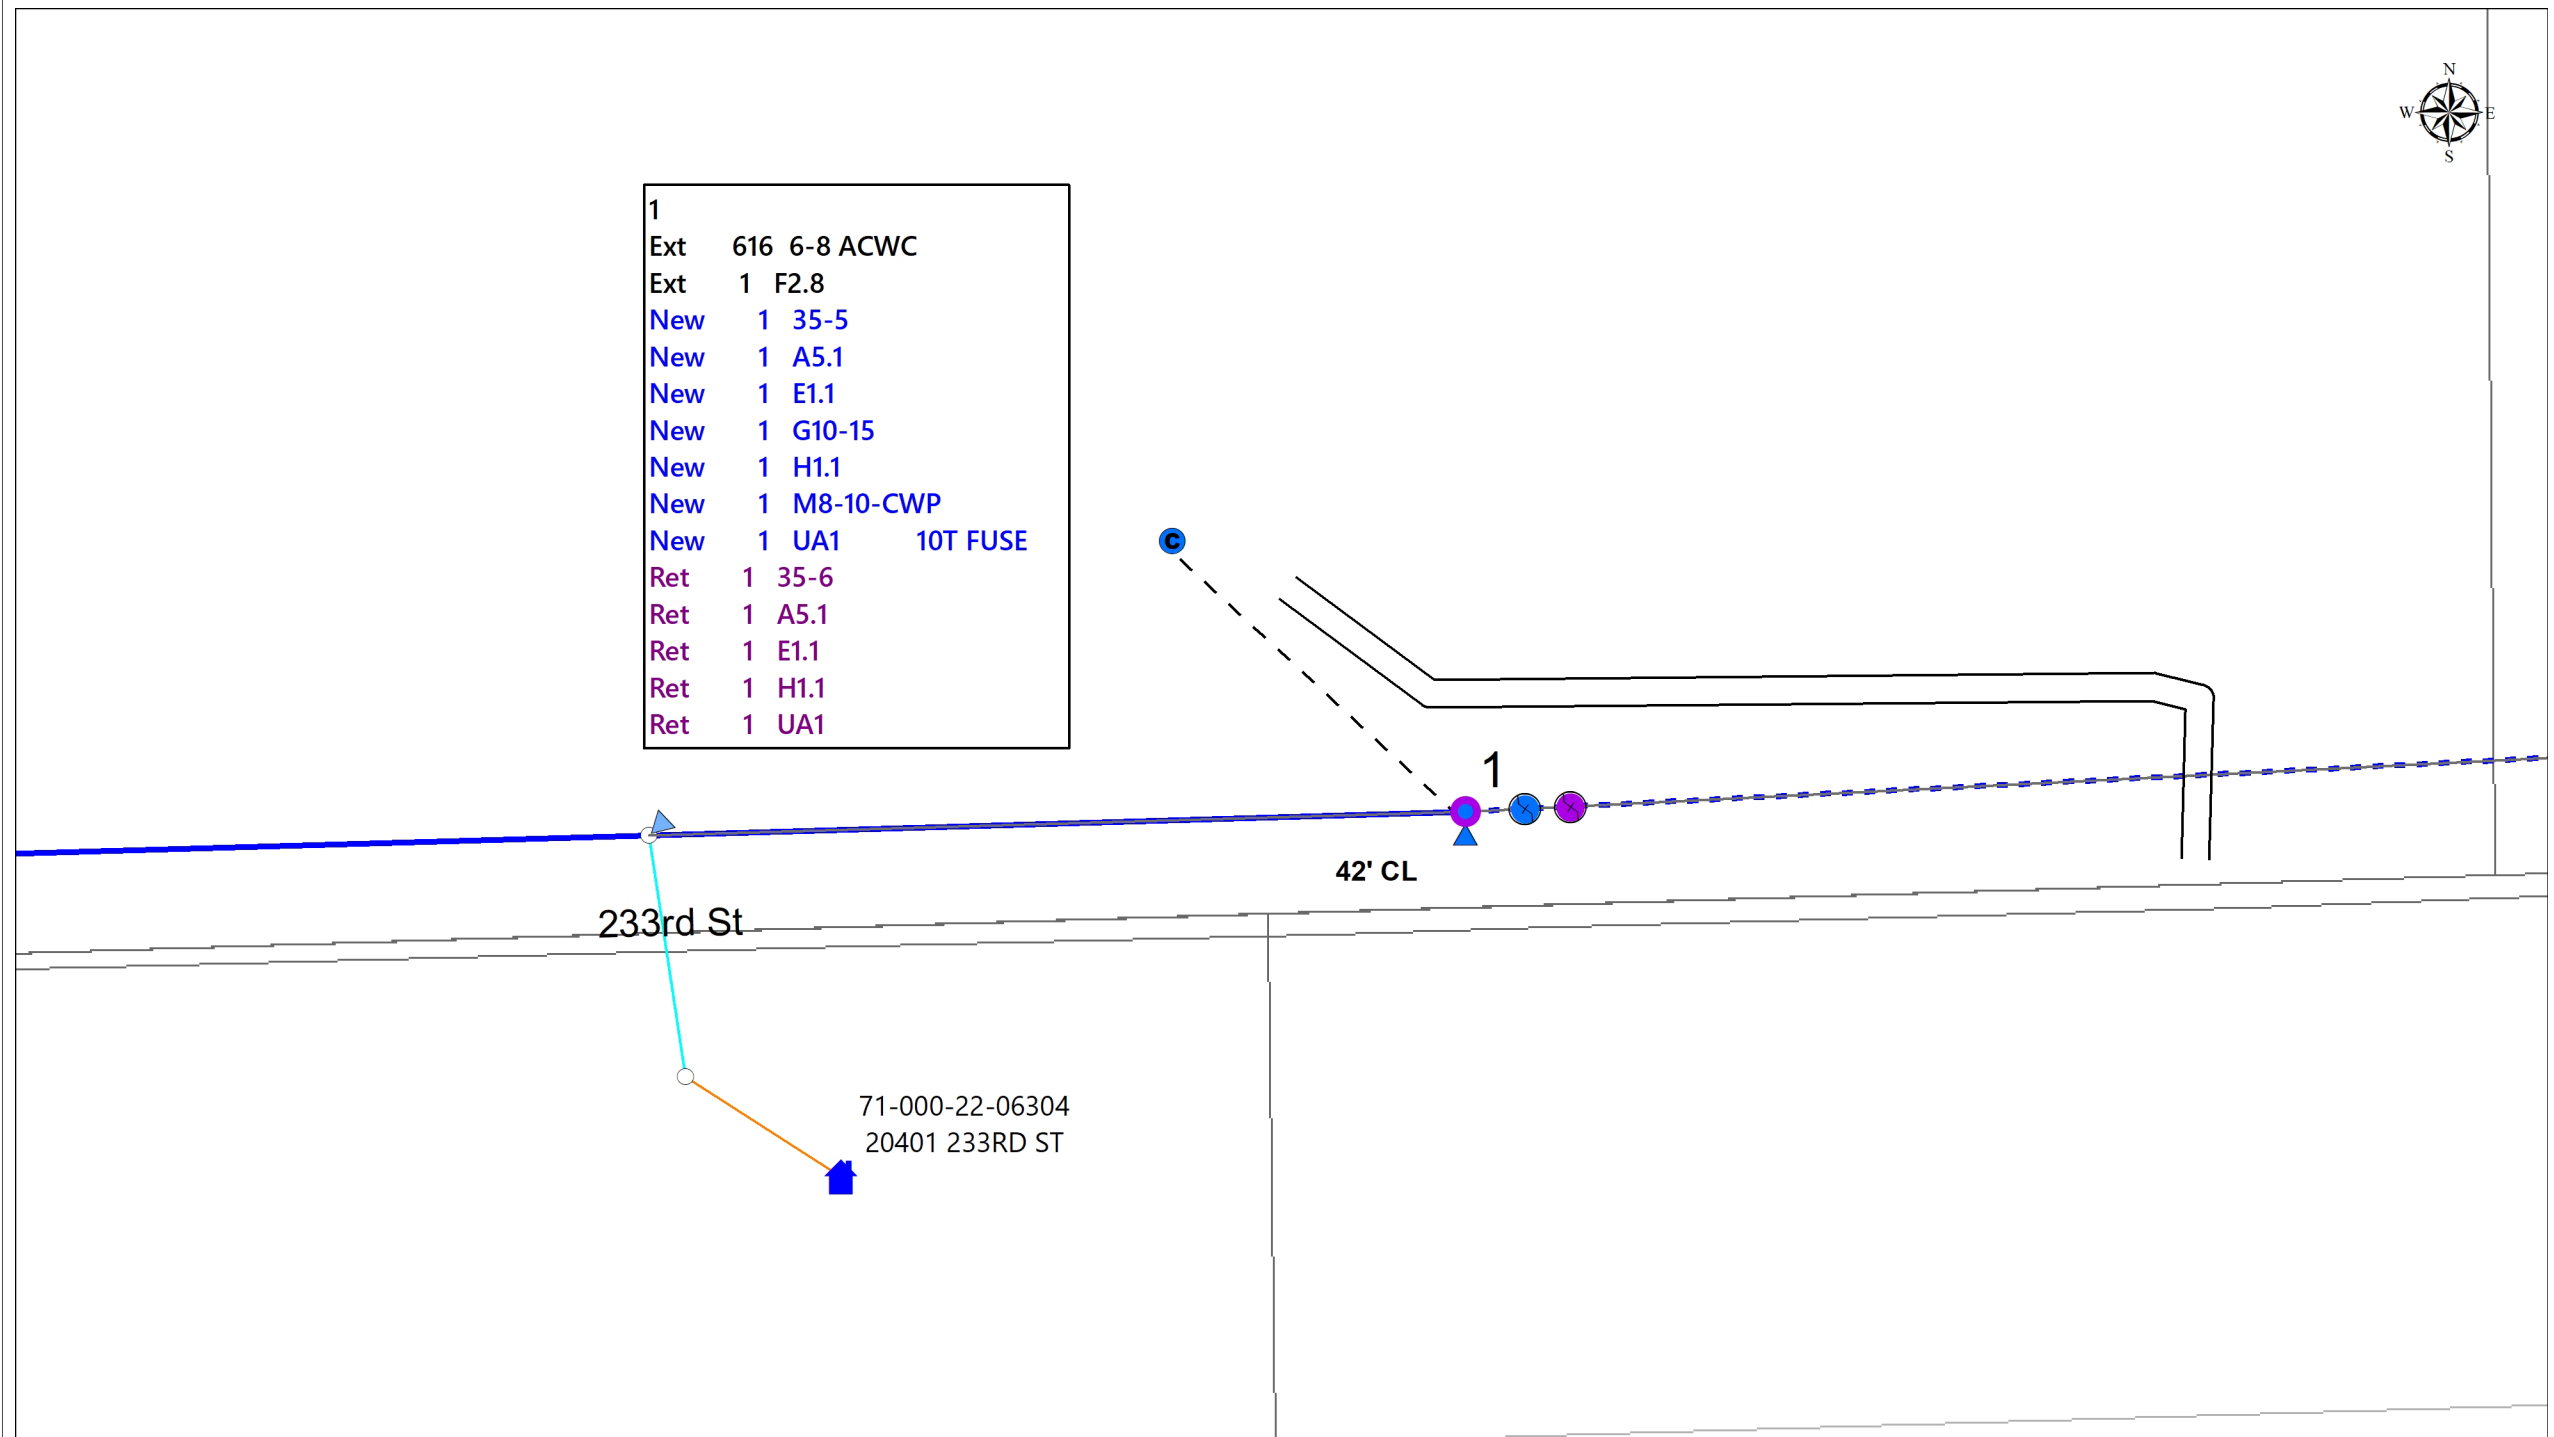 N
W E
S
1
Ext 616 6-8 ACWC
Ext 1 F2.8
New 1 35-5
New 1 A5.1
New 1 E1.1
New 1 G10-15
New 1 H1.1
New 1 M8-10-CWP
New 1 UA1 10T FUSE
Ret 1 35-6
Ret 1 A5.1
Ret 1 E1.1
Ret 1 H1.1
Ret 1 UA1
C
1
42' CL
233rd St
71-000-22-06304
20401 233RD ST